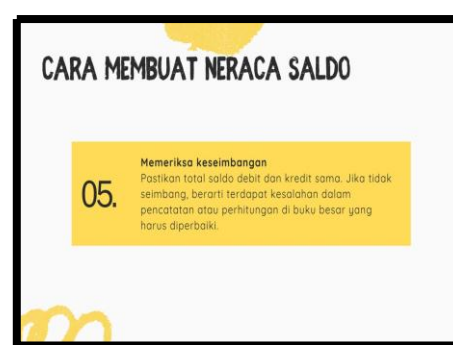 CARA MEMBUAT NERACA SALDO
05.
Memeriksa keseimbangan
Pastikan total saldo debit dan kredit sama. Jika tidak
seimbang, berarti terdapat kesalahan dalam
pencatatan atau perhitungan di buku besar yang
harus diperbaiki.